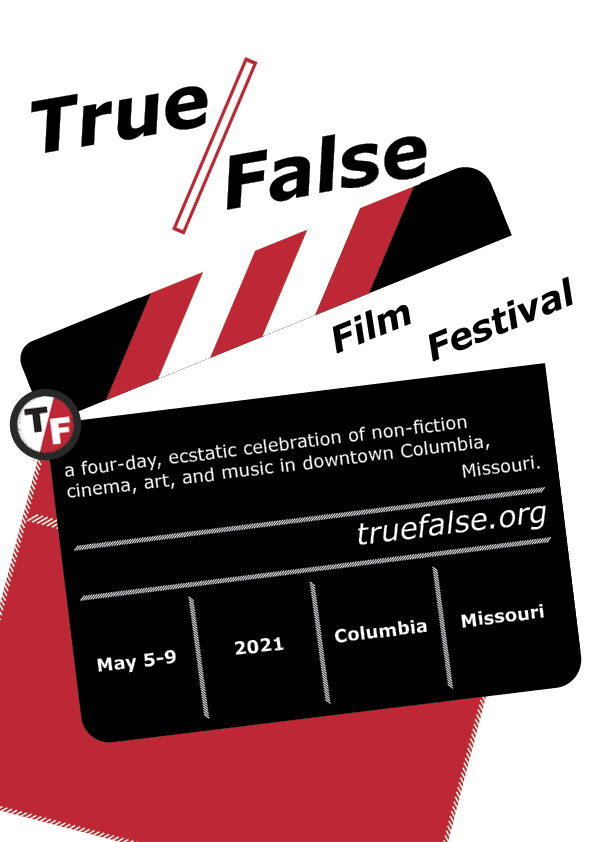 True/
False
Film
Festival
T/F
a four-day, ecstatic celebration of non-fiction
cinema, art, and music in downtown Columbia,
Missouri.
truefalse.org
May 5-9
2021
Columbia
Missouri